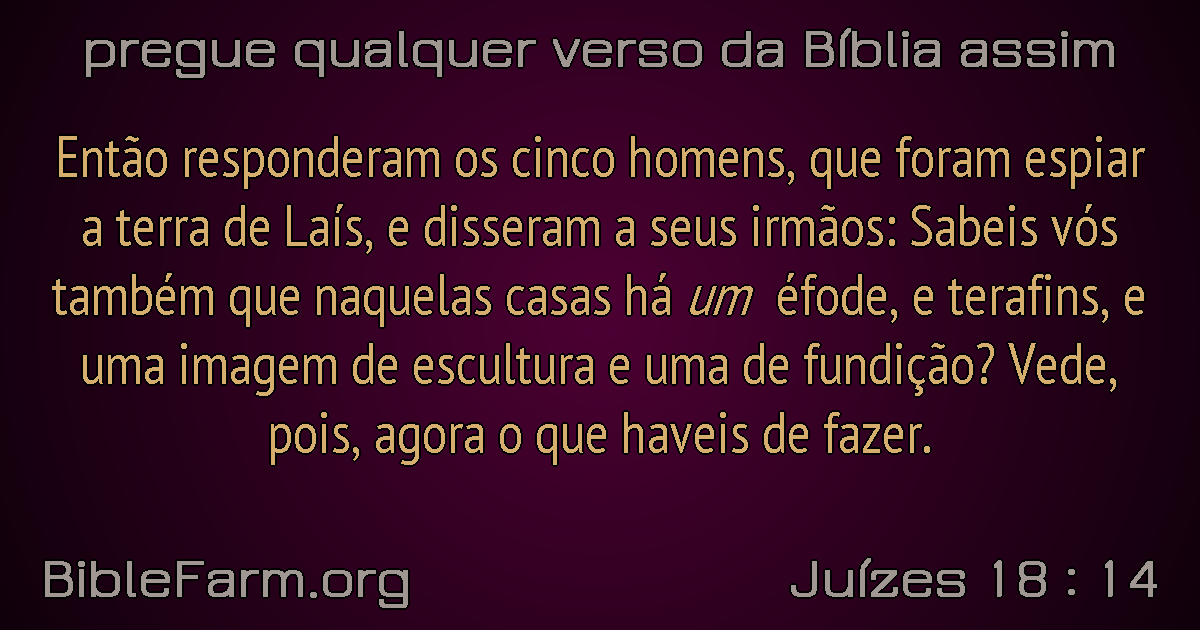 pregue qualquer verso da Bíblia assim
Então responderam os cinco homens, que foram espiar
a terra de Laís, e disseram a seus irmãos: Sabeis vós
também que naquelas casas há um éfode, e terafins, e
uma imagem de escultura e uma de fundição? Vede,
pois, agora o que haveis de fazer.
BibleFarm.org
Juízes 18 : 14